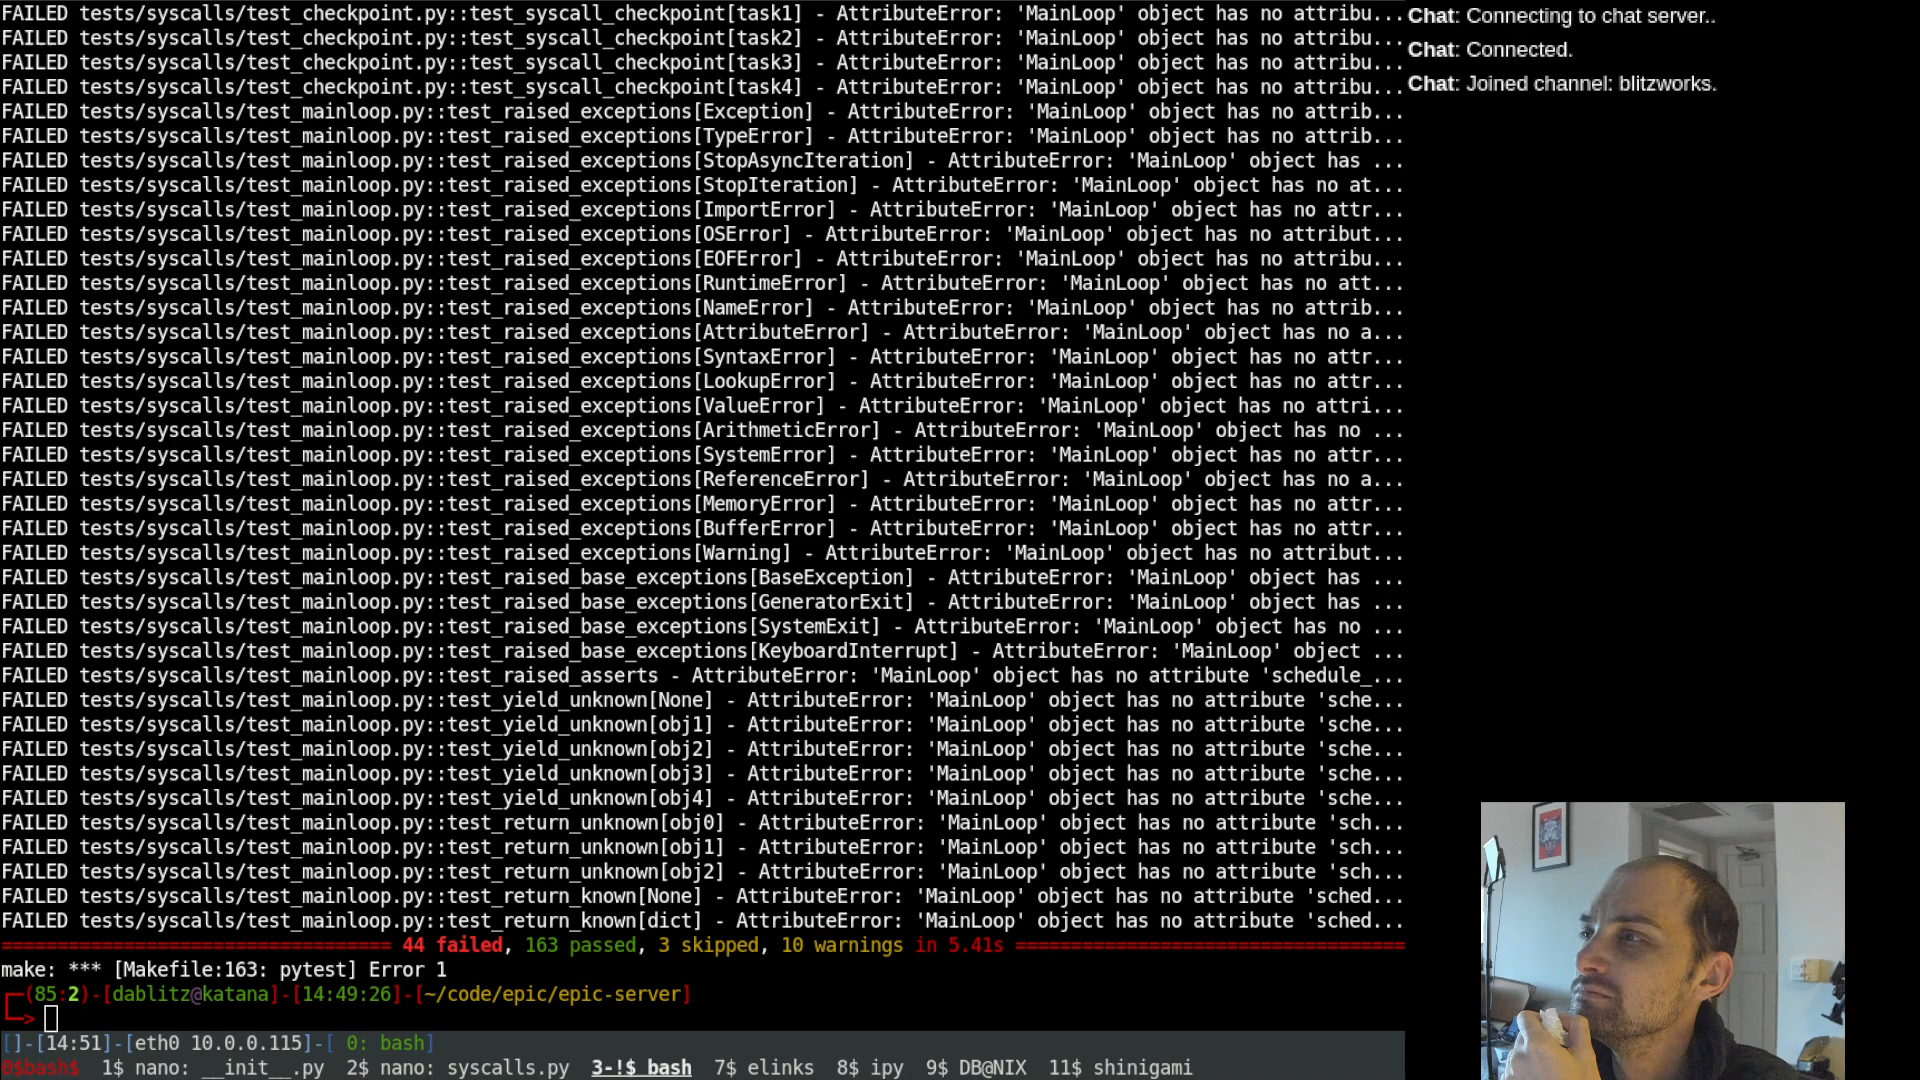 FAILED tests/syscalls/test_checkpoint.py::test_syscall_checkpoint[task1] - AttributeError: 'MainLoop' object has no attribu...
FAILED tests/syscalls/test_checkpoint.py::test_syscall_checkpoint[task2] - AttributeError: 'MainLoop' object has no attribu...
FAILED tests/syscalls/test_checkpoint.py::test_syscall_checkpoint[task3] - AttributeError: 'MainLoop' object has no attribu...
FAILED tests/syscalls/test_checkpoint.py::test_syscall_checkpoint[task4] - AttributeError: 'MainLoop' object has no attribu...
FAILED tests/syscalls/test_mainloop.py::test_raised_exceptions[Exception] - AttributeError: 'MainLoop' object has no attrib...
FAILED tests/syscalls/test_mainloop.py::test_raised_exceptions[TypeError] - AttributeError: 'MainLoop' object has no attrib...
FAILED tests/syscalls/test_mainloop.py::test_raised_exceptions[StopAsyncIteration] - AttributeError: 'MainLoop' object has ...
FAILED tests/syscalls/test_mainloop.py::test_raised_exceptions[StopIteration] - AttributeError: 'MainLoop' object has no at...
FAILED tests/syscalls/test_mainloop.py::test_raised_exceptions[ImportError] - AttributeError: 'MainLoop' object has no attr...
FAILED tests/syscalls/test_mainloop.py::test_raised_exceptions[OSError] - AttributeError: 'MainLoop' object has no attribut...
FAILED tests/syscalls/test_mainloop.py::test_raised_exceptions[EOFError] - AttributeError: 'MainLoop' object has no attribu...
FAILED tests/syscalls/test_mainloop.py::test_raised_exceptions[RuntimeError] - AttributeError: 'MainLoop' object has no att...
FAILED tests/syscalls/test_mainloop.py::test_raised_exceptions[NameError] - AttributeError: 'MainLoop' object has no attrib...
FAILED tests/syscalls/test_mainloop.py::test_raised_exceptions[AttributeError] - AttributeError: 'MainLoop' object has no a...
FAILED tests/syscalls/test_mainloop.py::test_raised_exceptions[SyntaxError] - AttributeError: 'MainLoop' object has no attr...
FAILED tests/syscalls/test_mainloop.py::test_raised_exceptions[LookupError] - AttributeError: 'MainLoop' object has no attr...
FAILED tests/syscalls/test_mainloop.py::test_raised_exceptions[ValueError] - AttributeError: 'MainLoop' object has no attri...
FAILED tests/syscalls/test_mainloop.py::test_raised_exceptions[ArithmeticError] - AttributeError: 'MainLoop' object has no ...
FAILED tests/syscalls/test_mainloop.py::test_raised_exceptions[SystemError] - AttributeError: 'MainLoop' object has no attr...
FAILED tests/syscalls/test_mainloop.py::test_raised_exceptions[ReferenceError] - AttributeError: 'MainLoop' object has no a...
FAILED tests/syscalls/test_mainloop.py::test_raised_exceptions[MemoryError] - AttributeError: 'MainLoop' object has no attr...
FAILED tests/syscalls/test_mainloop.py::test_raised_exceptions[BufferError] - AttributeError: 'MainLoop' object has no attr...
FAILED tests/syscalls/test_mainloop.py::test_raised_exceptions[Warning] - AttributeError: 'MainLoop' object has no attribut...
FAILED tests/syscalls/test_mainloop.py::test_raised_base_exceptions[BaseException] - AttributeError: 'MainLoop' object has ...
FAILED tests/syscalls/test_mainloop.py::test_raised_base_exceptions[GeneratorExit] - AttributeError: 'MainLoop' object has ...
FAILED tests/syscalls/test_mainloop.py::test_raised_base_exceptions[SystemExit] - AttributeError: 'MainLoop' object has no ...
FAILED tests/syscalls/test_mainloop.py::test_raised_base_exceptions[KeyboardInterrupt] - AttributeError: 'MainLoop' object ...
FAILED tests/syscalls/test_mainloop.py::test_raised_asserts - AttributeError: 'MainLoop' object has no attribute 'schedule_...
FAILED tests/syscalls/test_mainloop.py::test_yield_unknown[None] - AttributeError: 'MainLoop' object has no attribute 'sche...
FAILED tests/syscalls/test_mainloop.py::test_yield_unknown[obj1] - AttributeError: 'MainLoop' object has no attribute 'sche...
FAILED tests/syscalls/test_mainloop.py::test_yield_unknown[obj2] - AttributeError: 'MainLoop' object has no attribute 'sche...
FAILED tests/syscalls/test_mainloop.py::test_yield_unknown[obj3] - AttributeError: 'MainLoop' object has no attribute 'sche...
FAILED tests/syscalls/test_mainloop.py::test_yield_unknown[obj4] - AttributeError: 'MainLoop' object has no attribute 'sche...
FAILED tests/syscalls/test_mainloop.py::test_return_unknown[obj0] - AttributeError: 'MainLoop' object has no attribute 'sch...
FAILED tests/syscalls/test_mainloop.py::test_return_unknown[obj1] - AttributeError: 'MainLoop' object has no attribute 'sch...
FAILED tests/syscalls/test_mainloop.py::test_return_unknown[obj2] - AttributeError: 'MainLoop' object has no attribute 'sch...
FAILED tests/syscalls/test_mainloop.py::test_return_known[None] - AttributeError: 'MainLoop' object has no attribute 'sched...
FAILED tests/syscalls/test_mainloop.py::test_return_known[dict] - AttributeError: 'MainLoop' object has no attribute 'sched...
=================================== 44 failed, 163 passed, 3 skipped, 10 warnings in 5.41s ===================================
make: *** [Makefile:163: pytest] Error 1
(85:2)-[dablitz@katana]-[14:49:26]-[~/code/epic/epic-server]
>
[]-[14:51]-[eth0 10.0.0.115]-[ 0: bash]
0$bash$ 1$ nano: __init__.py 2$ nano: syscalls.py 3-!$ bash 7$ elinks 8$ ipy 9$ DB@NIX 11$ shinigami
Chat: Connecting to chat server..
Chat: Connected.
Chat: Joined channel: blitzworks.